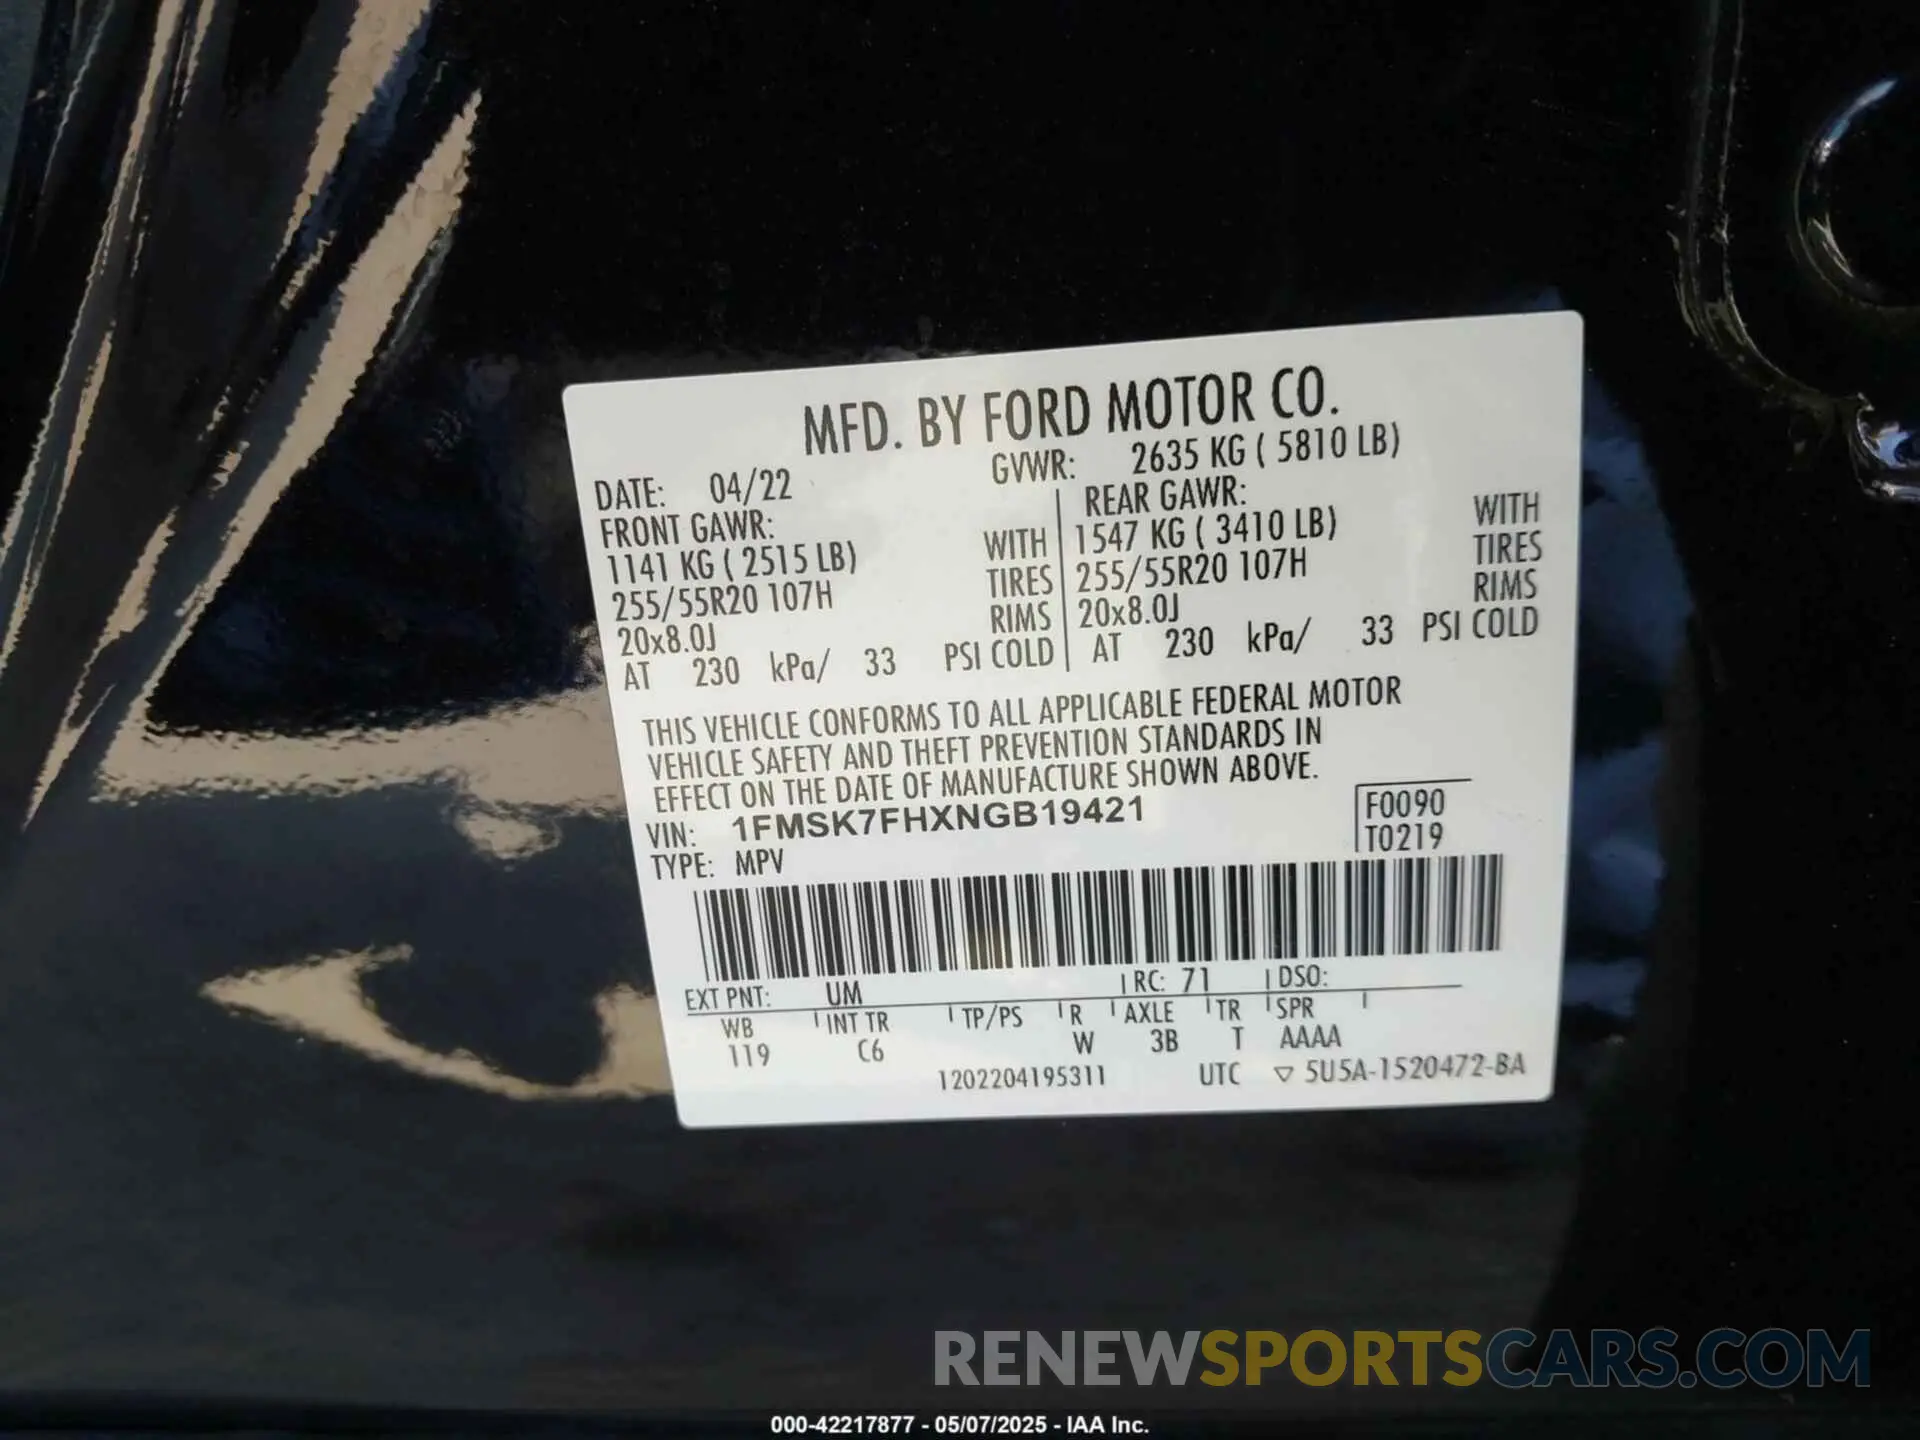 MFD. BY FORD MOTOR CO.
DATE: 04/22 GVWR: 2635 KG ( 5810 LB)
FRONT GAWR: REAR GAWR:
1141 KG ( 2515 LB) WITH 1547 KG ( 3410 LB) WITH
255/55R20 107H TIRES 255/55R20 107H TIRES
20x8.0J RIMS 20x8.0J RIMS
AT 230 kPa/ 33 PSI COLD AT 230 kPa/ 33 PSI COLD
THIS VEHICLE CONFORMS TO ALL APPLICABLE FEDERAL MOTOR
VEHICLE SAFETY AND THEFT PREVENTION STANDARDS IN
EFFECT ON THE DATE OF MANUFACTURE SHOWN ABOVE.
VIN: 1FMSK7FHXNGB19421 F0090
TYPE: MPV T0219
EXT PNT: UM RC: 71 DSO:
WB INT TR TP/PS R AXLE TR SPR
119 C6 W 3B T AAAA
1202204195311 UTC ▽ 5U5A-1520472-BA
RENEWSPORTSCARS.COM
000-42217877 - 05/07/2025 - IAA Inc.